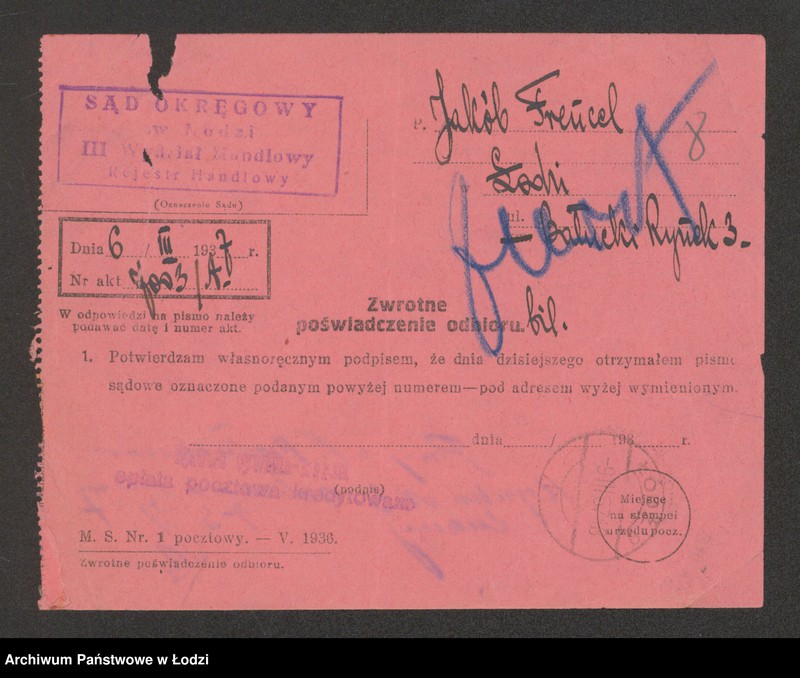 SĄD OKRĘGOWY
w Łodzi
III Wydział Handlowy
Rejestr Handlowy
(Oznaczenie Sądu)
P. Jakób Frencel
8
Łodzi
ul. Bałucki Rynek 3
Dnia 6 / III 1937 r.
Nr akt
W odpowiedzi na pismo należy
podawać datę i numer akt.
Zwrotne
poświadczenie odbioru.
bil.
1. Potwierdzam własnoręcznym podpisem, że dnia dzisiejszego otrzymałem pismo
sądowe oznaczone podanym powyżej numerem—pod adresem wyżej wymienionym.
dnia / 193 r.
opłata pocztowa kredytowana
(podpis)
Miejsce
na stempel
urzędu pocz.
M. S. Nr. 1 pocztowy. — V. 1936.
Zwrotne poświadczenie odbioru.
Archiwum Państwowe w Łodzi